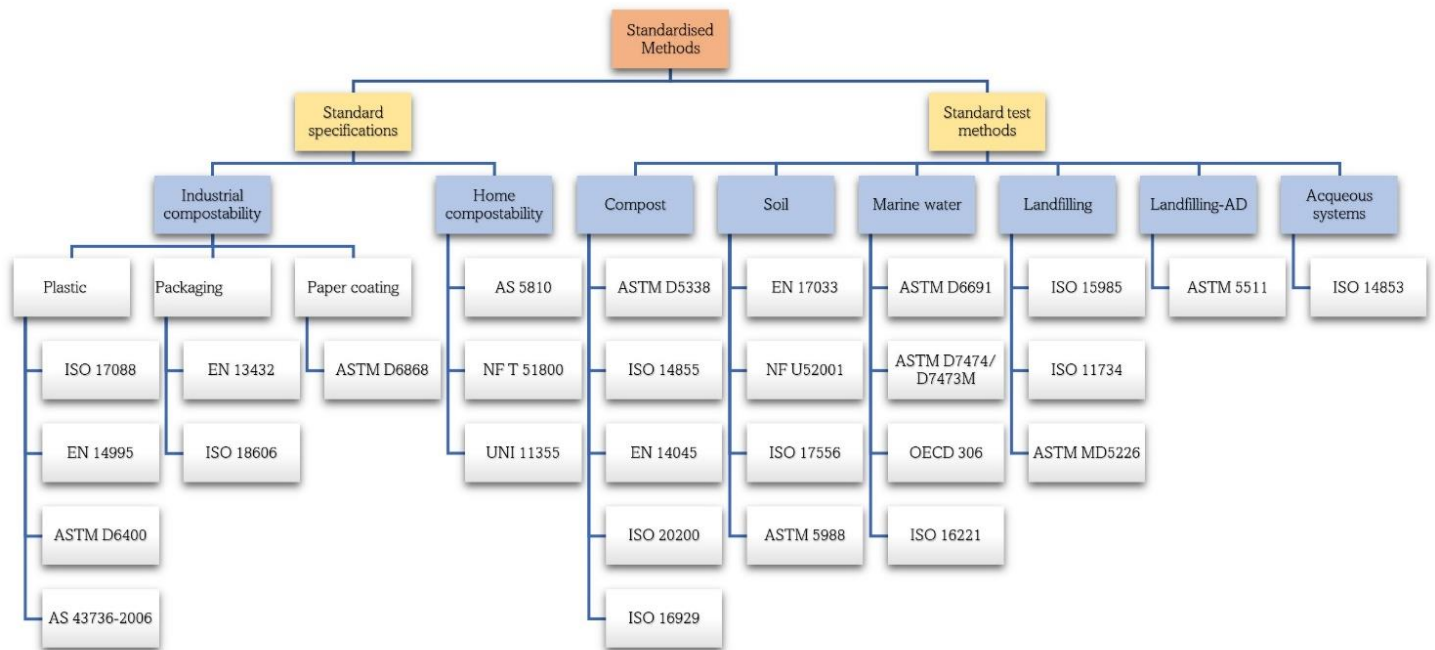 Standardised
Methods
Standard
specifications
Standard test
methods
Industrial
compostability
Home
compostability
Compost
Soil
Marine water
Landfilling
Landfilling-AD
Acqueous
systems
Plastic
Packaging
Paper coating
AS 5810
ASTM D5338
EN 17033
ASTM D6691
ISO 15985
ASTM 5511
ISO 14853
ISO 17088
EN 13432
ASTM D6868
NF T 51800
ISO 14855
NF U52001
ASTM D7474/
D7473M
ISO 11734
EN 14995
ISO 18606
UNI 11355
EN 14045
ISO 17556
OECD 306
ASTM MD5226
ASTM D6400
ISO 20200
ASTM 5988
ISO 16221
AS 43736-2006
ISO 16929